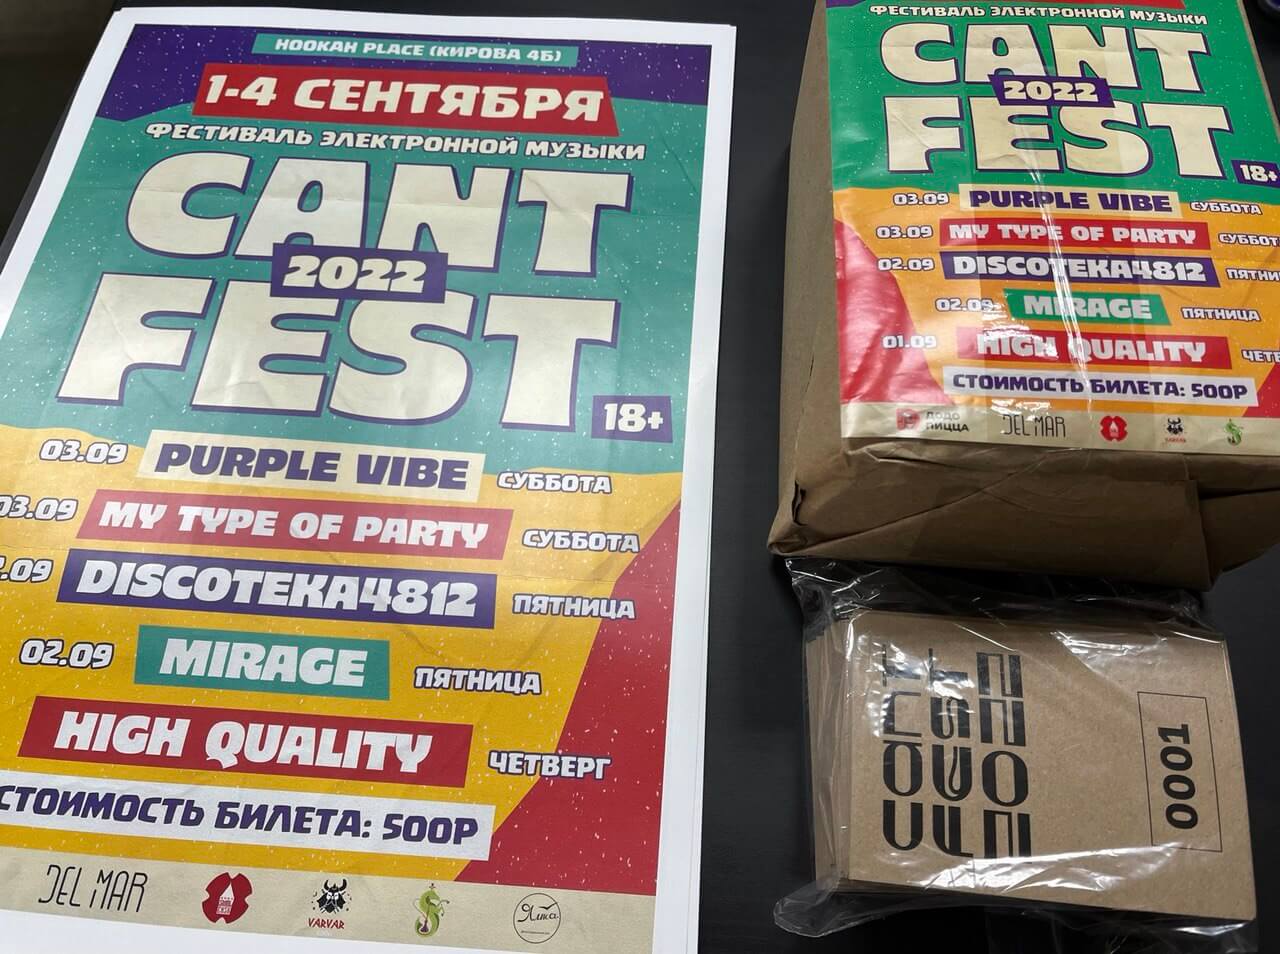 HOOKAH PLACE (КИРОВА 4Б)
1-4 СЕНТЯБРЯ
ФЕСТИВАЛЬ ЭЛЕКТРОННОЙ МУЗЫКИ
CANT
2022
FEST
18+
03.09 PURPLE VIBE СУББОТА
03.09 MY TYPE OF PARTY СУББОТА
.09 DISCOTEKA4812 ПЯТНИЦА
02.09 MIRAGE ПЯТНИЦА
HIGH QUALITY ЧЕТВЕРГ
СТОИМОСТЬ БИЛЕТА: 500Р
DEL MAR
VARVAR
Ялта
ФЕСТИВАЛЬ ЭЛЕКТРОННОЙ МУЗЫКИ
CANT
2022
FEST
18+
03.09 PURPLE VIBE СУББОТА
03.09 MY TYPE OF PARTY СУББОТ
02.09 DISCOTEKA4812 ПЯТНИ
02.09 MIRAGE ПЯТНИЦА
01.09 HIGH QUALITY ЧЕТВ
СТОИМОСТЬ БИЛЕТА: 500Р
ДОДО
ПИЦЦА
DEL MAR
VARVAR
0001